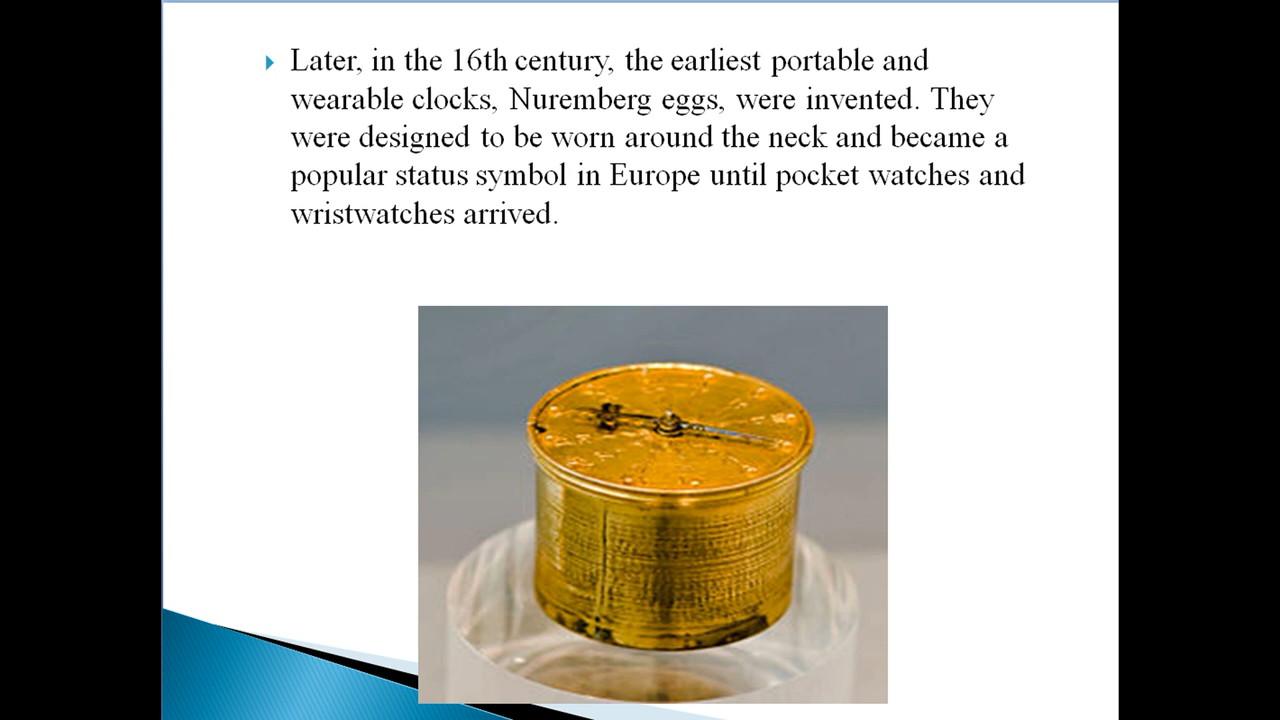 Later, in the 16th century, the earliest portable and
wearable clocks, Nuremberg eggs, were invented. They
were designed to be worn around the neck and became a
popular status symbol in Europe until pocket watches and
wristwatches arrived.